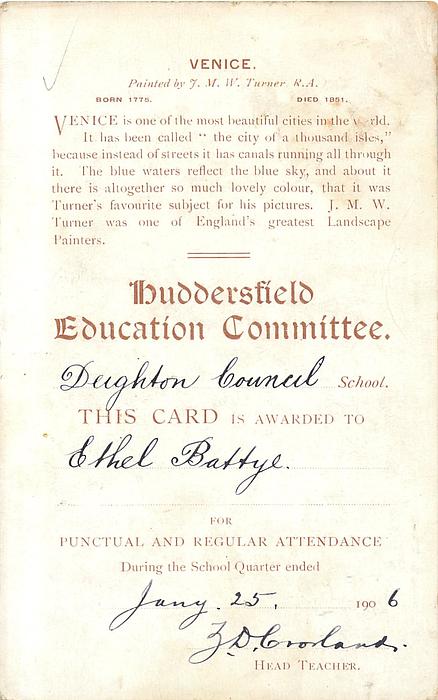 VENICE.
Painted by J. M. W. Turner R.A.
BORN 1775. DIED 1851.
VENICE is one of the most beautiful cities in the
It has been called “ the city of a thousand isles,”
because instead of streets it has canals running all through
it. The blue waters reflect the blue sky, and about it
there is altogether so much lovely colour, that it was
Turner's favourite subject for his pictures. J. M. W.
Turner was one of England's greatest Landscape
Painters.
Huddersfield
Education Committee.
Deighton Council School.
THIS CARD IS AWARDED TO
Ethel Battye.
FOR
PUNCTUAL AND REGULAR ATTENDANCE
During the School Quarter ended
Jany. 25. 1906
HEAD TEACHER.